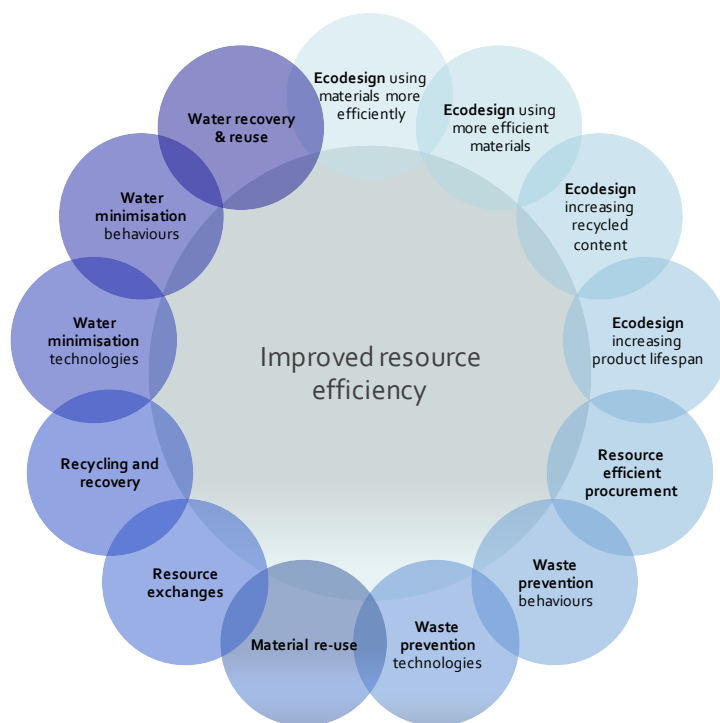 Ecodesign using
materials more
efficiently
Ecodesign using
more efficient
materials
Ecodesign
increasing
recycled
content
Ecodesign
increasing
product lifespan
Resource
efficient
procurement
Waste
prevention
behaviours
Waste
prevention
technologies
Material re-use
Resource
exchanges
Recycling and
recovery
Water
minimisation
technologies
Water
minimisation
behaviours
Water recovery
& reuse
Improved resource
efficiency